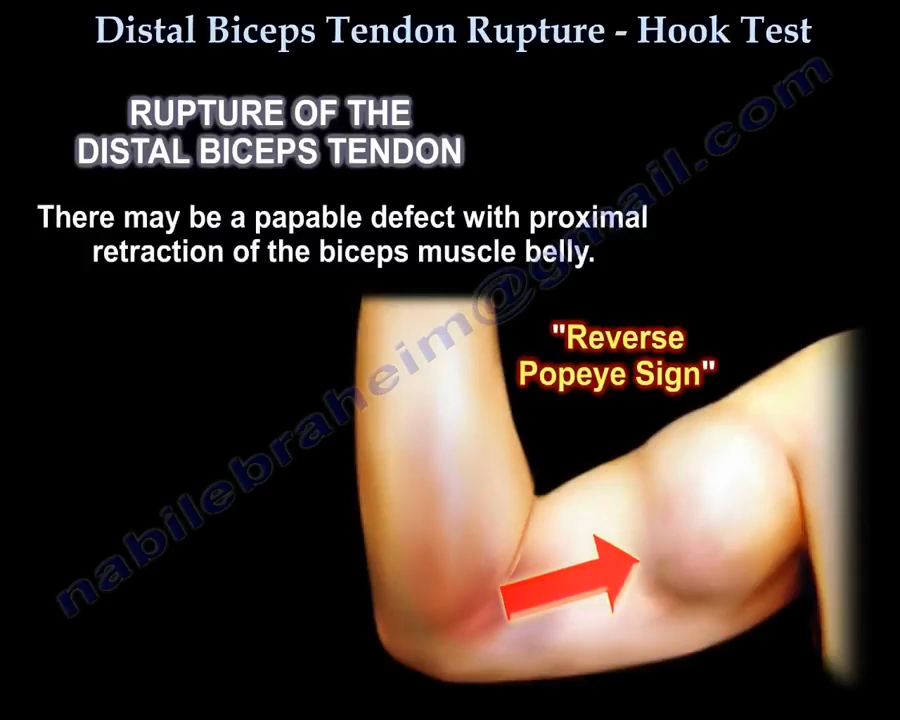 Distal Biceps Tendon Rupture - Hook Test
RUPTURE OF THE
DISTAL BICEPS TENDON
There may be a papable defect with proximal
retraction of the biceps muscle belly.
"Reverse
Popeye Sign"
nabilebraheim@gmail.com